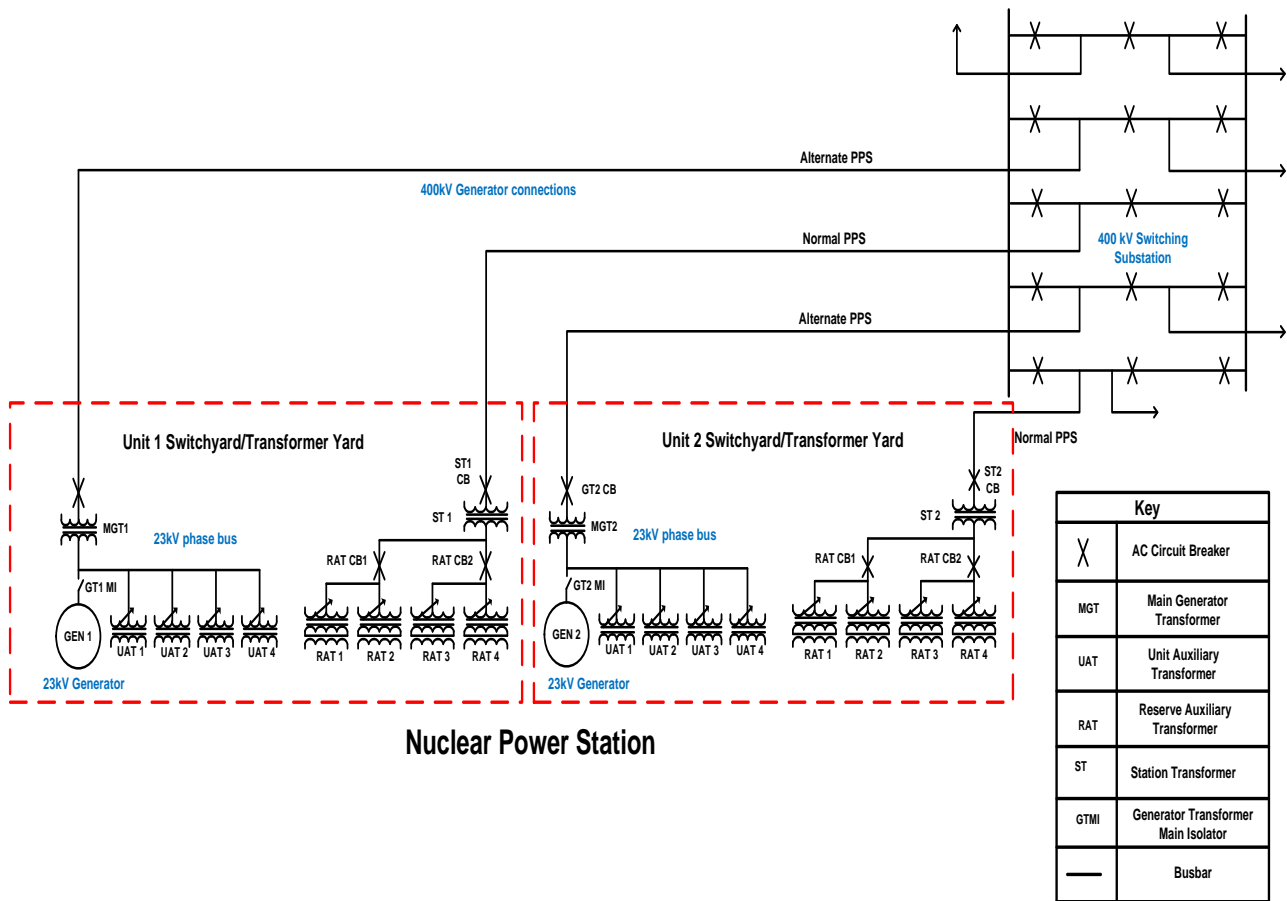 Alternate PPS
400kV Generator connections
Normal PPS
400 kV Switching
Substation
Alternate PPS
Normal PPS
Unit 1 Switchyard/Transformer Yard
ST1
CB
ST 1
MGT1
23kV phase bus
RAT CB1
RAT CB2
GT1 MI
GEN 1
UAT 1
UAT 2
UAT 3
UAT 4
RAT 1
RAT 2
RAT 3
RAT 4
23kV Generator
Unit 2 Switchyard/Transformer Yard
GT2 CB
ST2
CB
ST 2
MGT2
23kV phase bus
RAT CB1
RAT CB2
GT2 MI
GEN 2
UAT 1
UAT 2
UAT 3
UAT 4
RAT 1
RAT 2
RAT 3
RAT 4
23kV Generator
Nuclear Power Station
Key
AC Circuit Breaker
MGT
Main Generator
Transformer
UAT
Unit Auxiliary
Transformer
RAT
Reserve Auxiliary
Transformer
ST
Station Transformer
GTMI
Generator Transformer
Main Isolator
Busbar